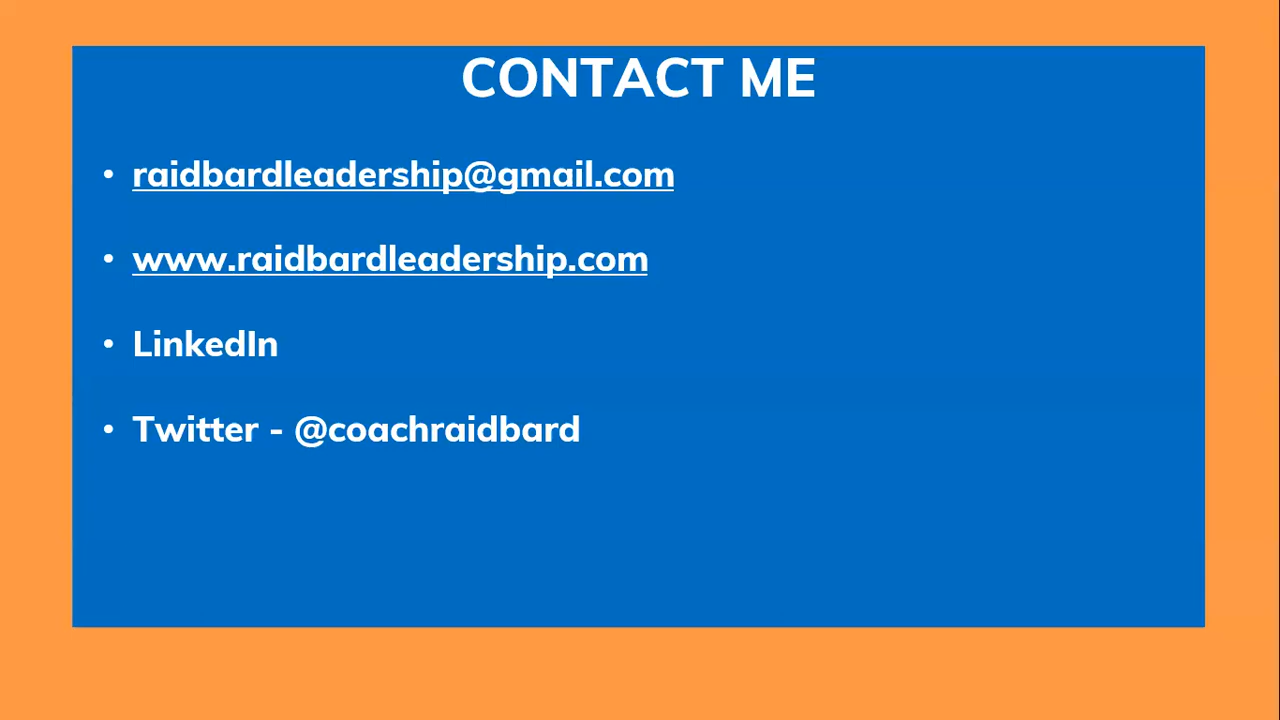 CONTACT ME
• raidbardleadership@gmail.com
• www.raidbardleadership.com
• LinkedIn
• Twitter - @coachraidbard